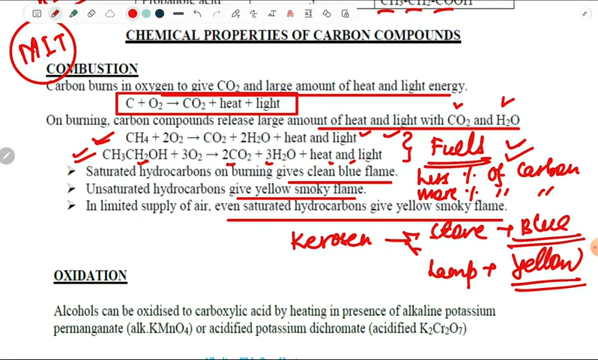 Propanoic acid 3 CH3-CH2-COOH
CHEMICAL PROPERTIES OF CARBON COMPOUNDS
MIT
COMBUSTION
Carbon burns in oxygen to give CO2 and large amount of heat and light energy.
C + O2 → CO2 + heat + light
On burning, carbon compounds release large amount of heat and light with CO2 and H2O
CH4 + 2O2 → CO2 + 2H2O + heat and light
CH3CH2OH + 3O2 → 2CO2 + 3H2O + heat and light
} Fuels
➤ Saturated hydrocarbons on burning gives clean blue flame. Less % of carbon
➤ Unsaturated hydrocarbons give yellow smoky flame. more % " "
➤ In limited supply of air, even saturated hydrocarbons give yellow smoky flame.
Kerosen → Stove → Blue
Lamp → yellow
OXIDATION
Alcohols can be oxidised to carboxylic acid by heating in presence of alkaline potassium
permanganate (alk.KMnO4) or acidified potassium dichromate (acidified K2Cr2O7)